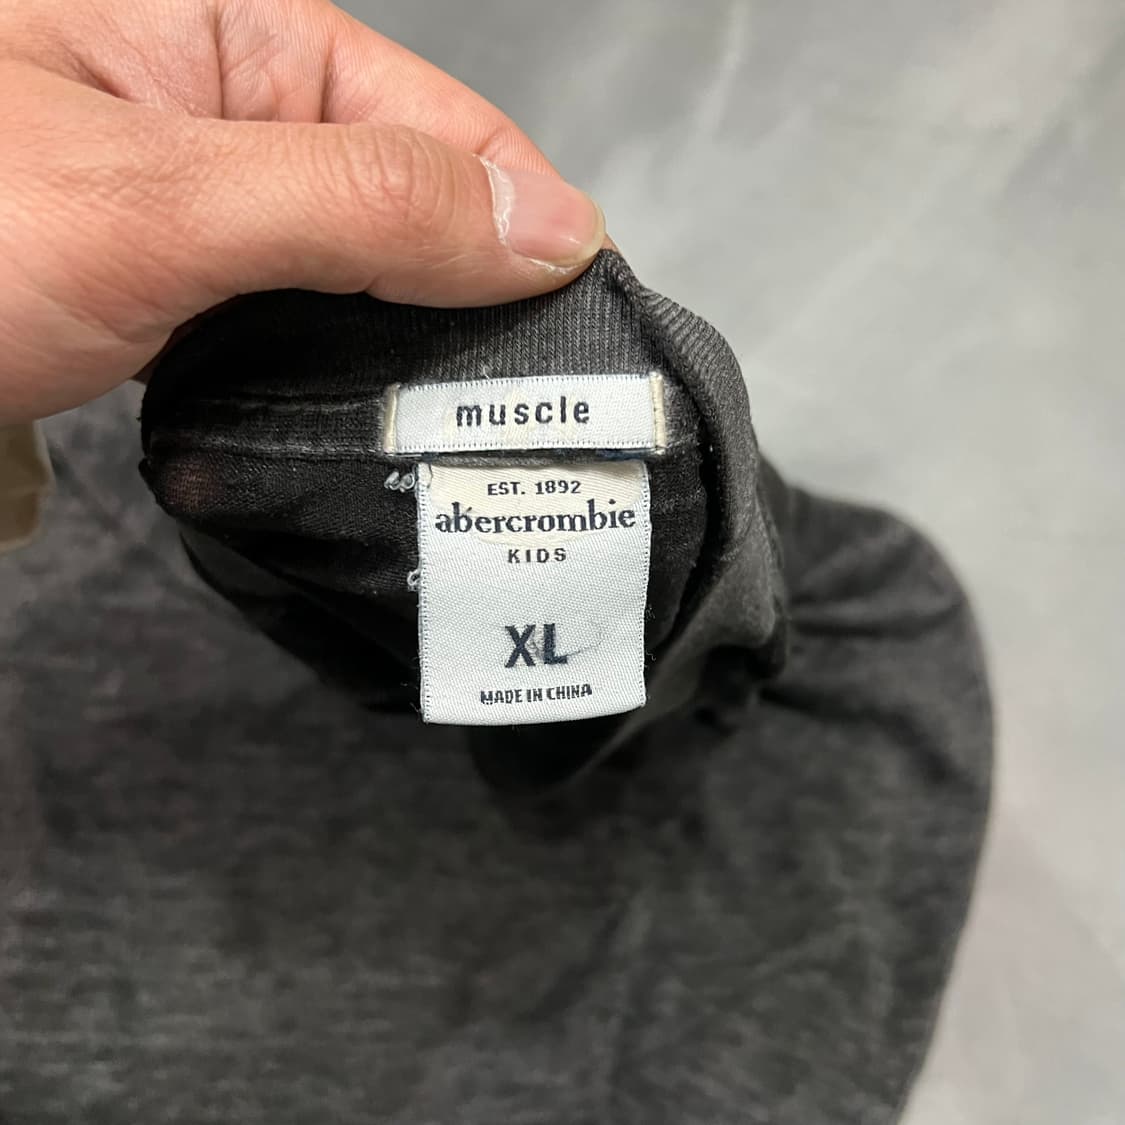 muscle
EST. 1892
abercrombie
KIDS
XL
MADE IN CHINA